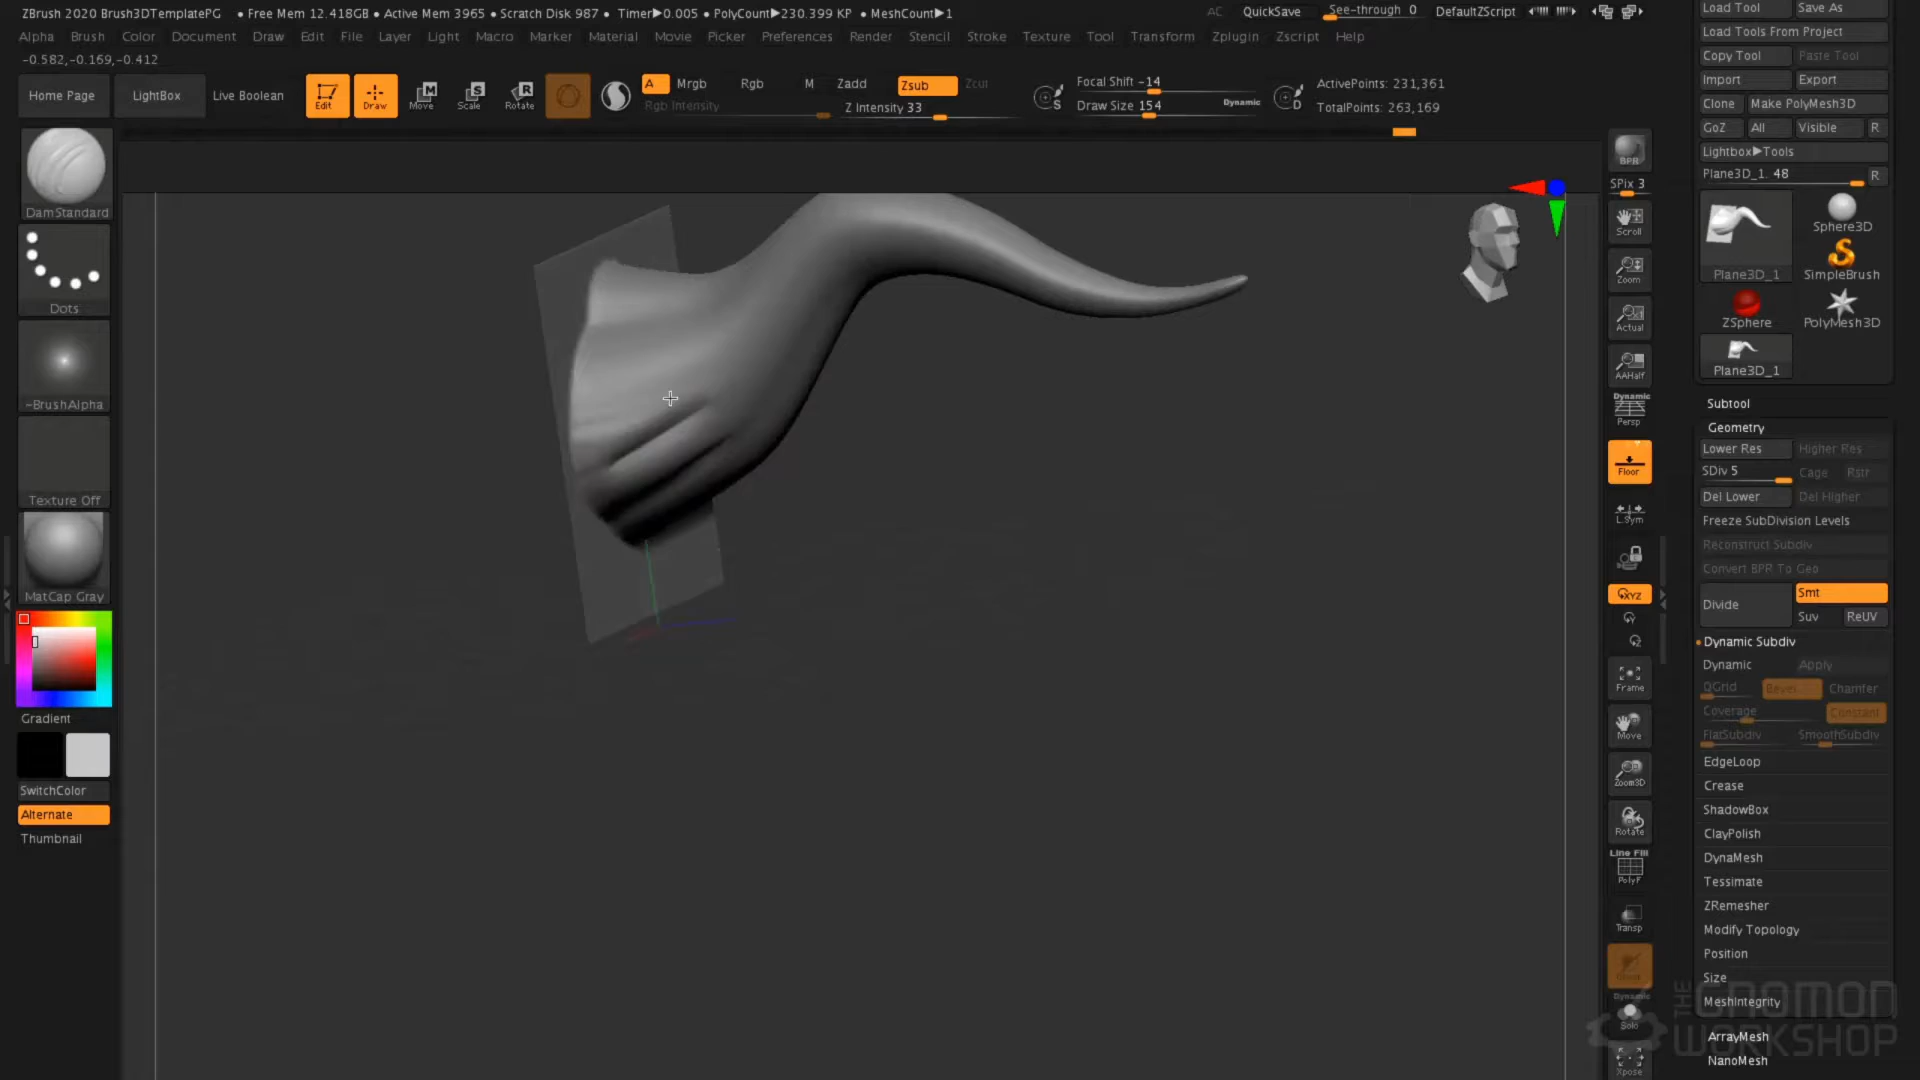 ZBrush 2020 Brush3DTemplatePG • Free Mem 12.418GB • Active Mem 3965 • Scratch Disk 987 • Timer▶0.005 • PolyCount▶230.399 KP • MeshCount▶1
AC QuickSave See-through 0 DefaultZScript
Alpha Brush Color Document Draw Edit File Layer Light Macro Marker Material Movie Picker Preferences Render Stencil Stroke Texture Tool Transform Zplugin Zscript Help
-0.582,-0.169,-0.412
Home Page LightBox Live Boolean
Edit Draw Move Scale Rotate
A Mrgb Rgb M Zadd Zsub Zcut
Rgb Intensity Z Intensity 33
Focal Shift -14
Draw Size 154 Dynamic
ActivePoints: 231,361
TotalPoints: 263,169
DamStandard
Dots
~BrushAlpha
Texture Off
MatCap Gray
Gradient
SwitchColor
Alternate
Thumbnail
BPR
SPix 3
Scroll
Zoom
Actual
AAHalf
Dynamic
Persp
Floor
L.Sym
XYZ
Frame
Move
Zoom3D
Rotate
Line Fill
PolyF
Transp
Ghost
Dynamic
Solo
Xpose
Load Tool Save As
Load Tools From Project
Copy Tool Paste Tool
Import Export
Clone Make PolyMesh3D
GoZ All Visible R
Lightbox▶Tools
Plane3D_1. 48 R
Plane3D_1
Sphere3D
SimpleBrush
ZSphere
PolyMesh3D
Plane3D_1
Subtool
Geometry
Lower Res Higher Res
SDiv 5 Cage Rstr
Del Lower Del Higher
Freeze SubDivision Levels
Reconstruct Subdiv
Convert BPR To Geo
Divide Smt
Suv ReUV
Dynamic Subdiv
Dynamic Apply
QGrid Bevel Chamfer
Coverage Constant
FlatSubdiv SmoothSubdiv
EdgeLoop
Crease
ShadowBox
ClayPolish
DynaMesh
Tessimate
ZRemesher
Modify Topology
Position
Size
MeshIntegrity
ArrayMesh
NanoMesh
THE GNOMON WORKSHOP